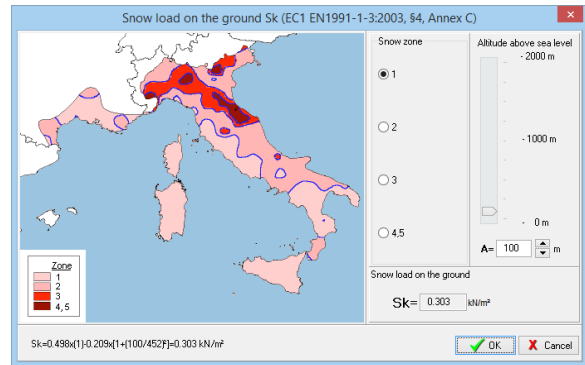 Snow load on the ground Sk (EC1 EN1991-1-3:2003, §4, Annex C)
Snow zone
1
2
3
4,5
Altitude above sea level
- 2000 m
- 1000 m
- 0 m
A= 100 m
Zone
1
2
3
4,5
Snow load on the ground
Sk= 0.303 kN/m²
Sk=0.498x(1)-0.209x[1+(100/452)²]=0.303 kN/m²
OK
Cancel